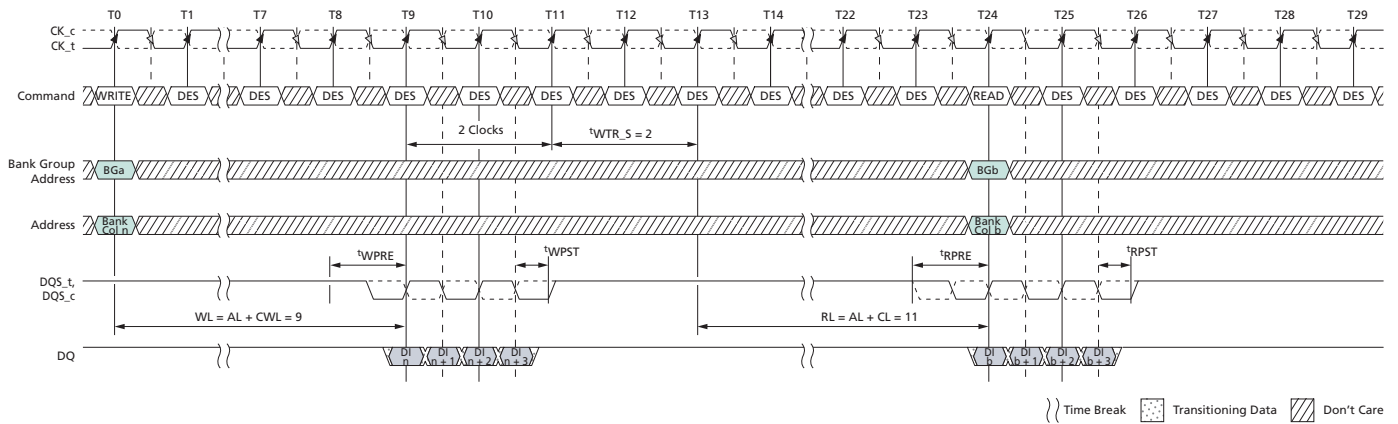 T0 T1 T7 T8 T9 T10 T11 T12 T13 T14 T22 T23 T24 T25 T26 T27 T28 T29
CK_c
CK_t
Command WRITE DES DES DES DES DES DES DES DES DES DES DES READ DES DES DES DES DES
2 Clocks tWTR_S = 2
Bank Group
Address BGa BGb
Address Bank
Col n Bank
Col b
tWPRE tWPST tRPRE tRPST
DQS_t,
DQS_c
WL = AL + CWL = 9 RL = AL + CL = 11
DQ DI
n DI
n + 1 DI
n + 2 DI
n + 3 DI
b DI
b + 1 DI
b + 2 DI
b + 3
Time Break Transitioning Data Don't Care